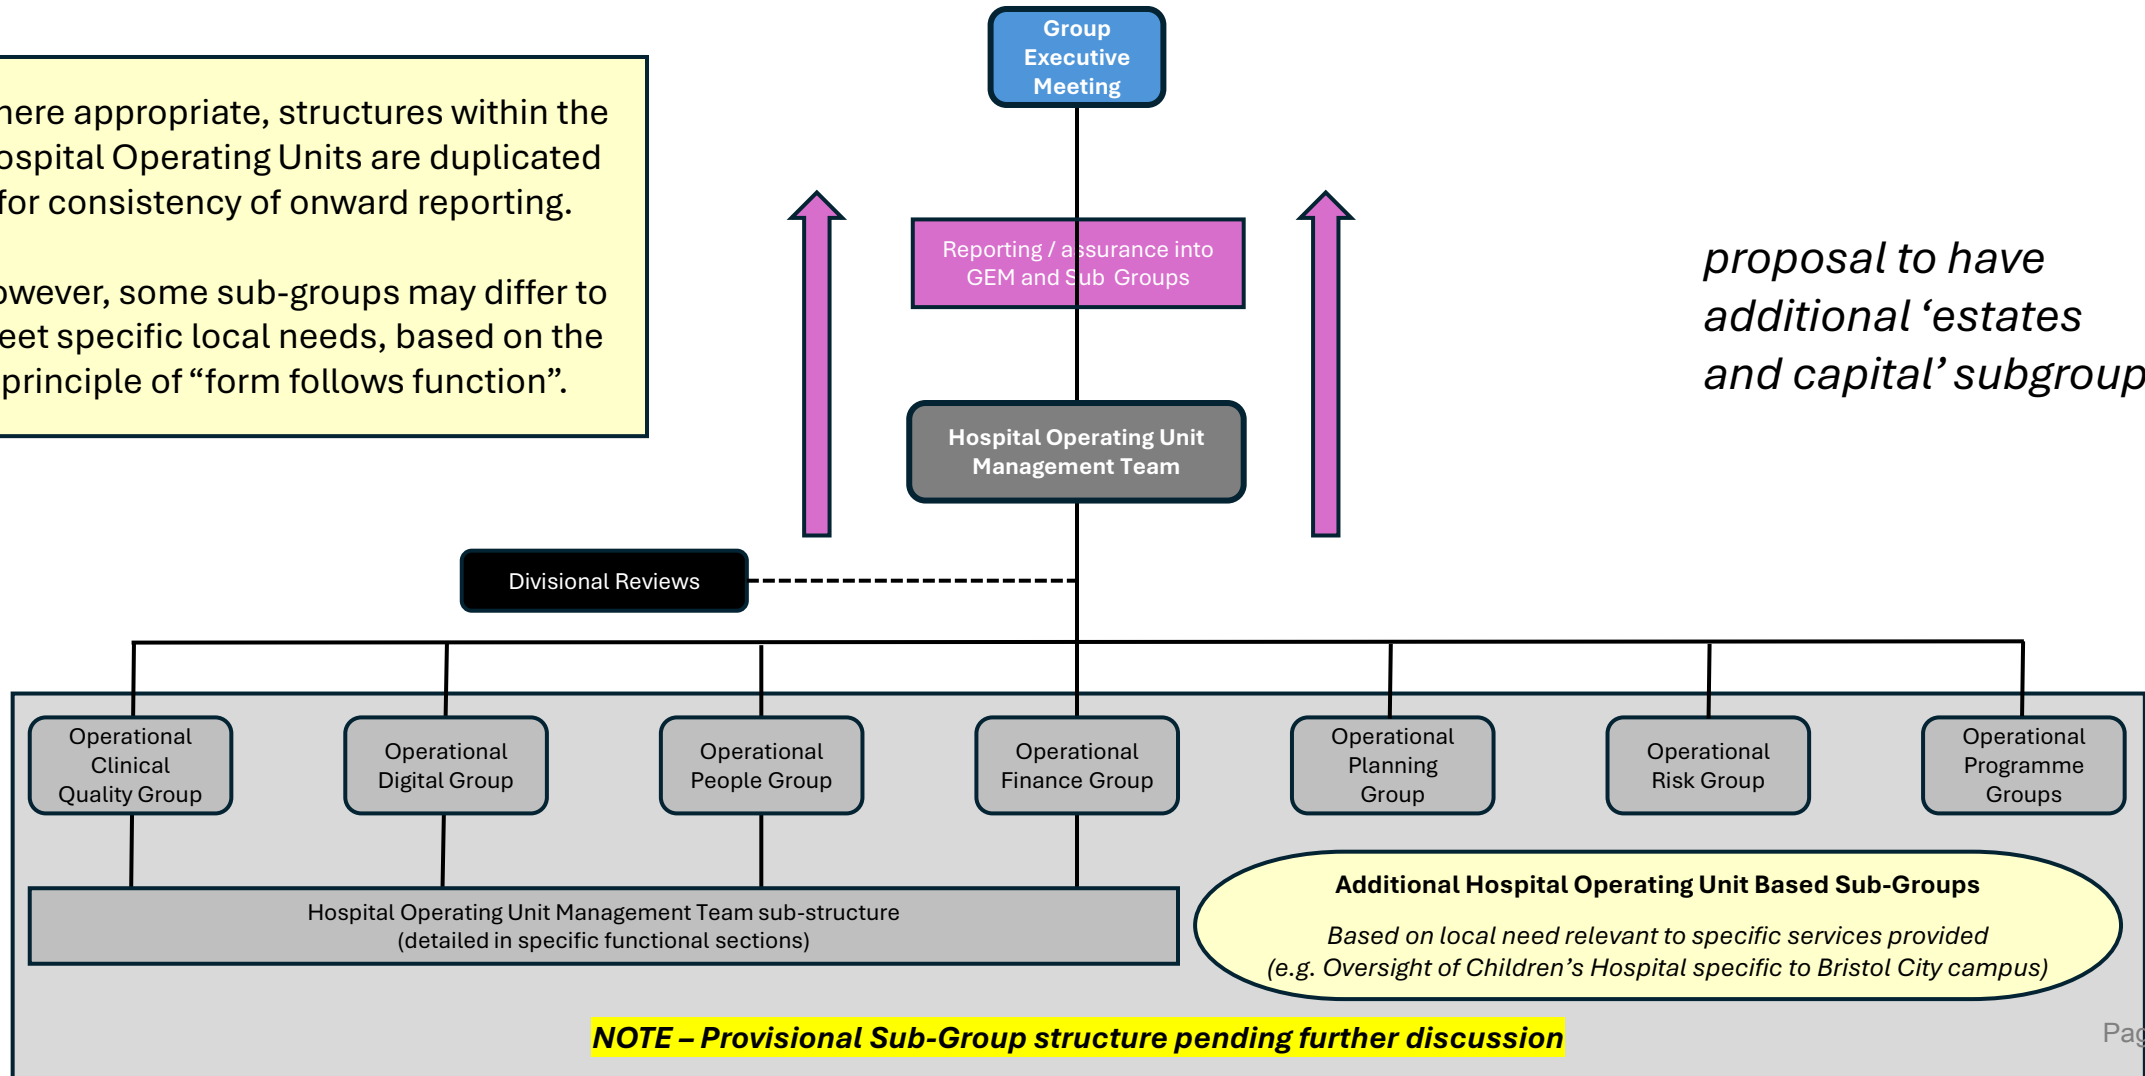 Group
Executive
Meeting
here appropriate, structures within the
ospital Operating Units are duplicated
for consistency of onward reporting.
owever, some sub-groups may differ to
eet specific local needs, based on the
principle of “form follows function”.
Reporting / assurance into
GEM and Sub Groups
proposal to have
additional ‘estates
and capital’ subgroup
Hospital Operating Unit
Management Team
Divisional Reviews
Operational
Clinical
Quality Group
Operational
Digital Group
Operational
People Group
Operational
Finance Group
Operational
Planning
Group
Operational
Risk Group
Operational
Programme
Groups
Hospital Operating Unit Management Team sub-structure
(detailed in specific functional sections)
Additional Hospital Operating Unit Based Sub-Groups
Based on local need relevant to specific services provided
(e.g. Oversight of Children’s Hospital specific to Bristol City campus)
NOTE – Provisional Sub-Group structure pending further discussion
Pag